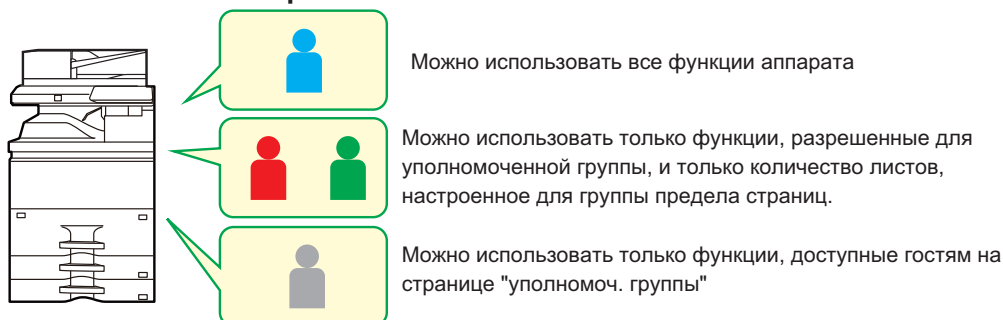 Можно использовать все функции аппарата
Можно использовать только функции, разрешенные для
уполномоченной группы, и только количество листов,
настроенное для группы предела страниц.
Можно использовать только функции, доступные гостям на
странице "уполномоч. группы"